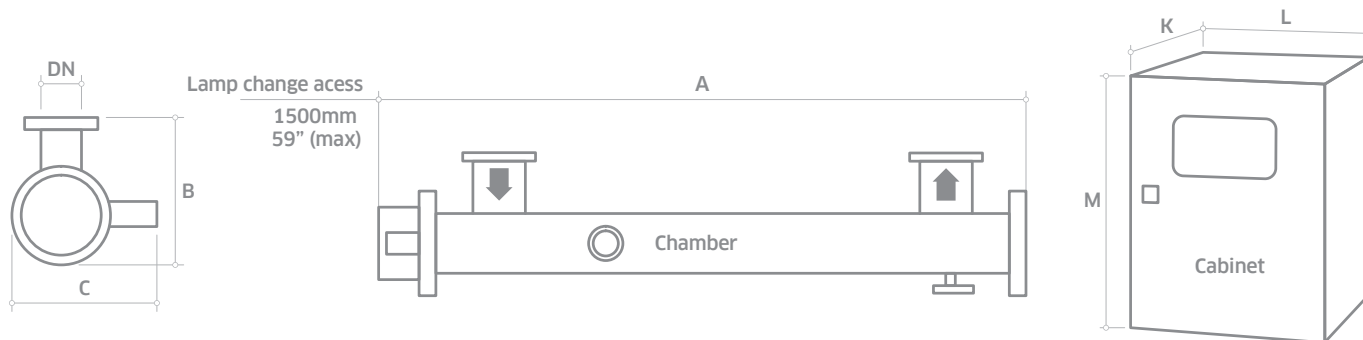 DN
B
C
Lamp change acess
1500mm
59” (max)
A
Chamber
K
L
M
Cabinet